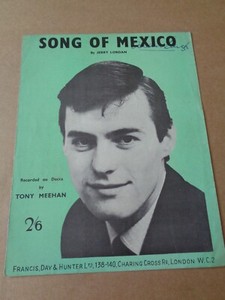 SONG OF MEXICO
By JERRY LORDAN
Recorded on Decca
by
TONY MEEHAN
2/6
FRANCIS, DAY & HUNTER LTD, 138-140, CHARING CROSS RD, LONDON W.C.2